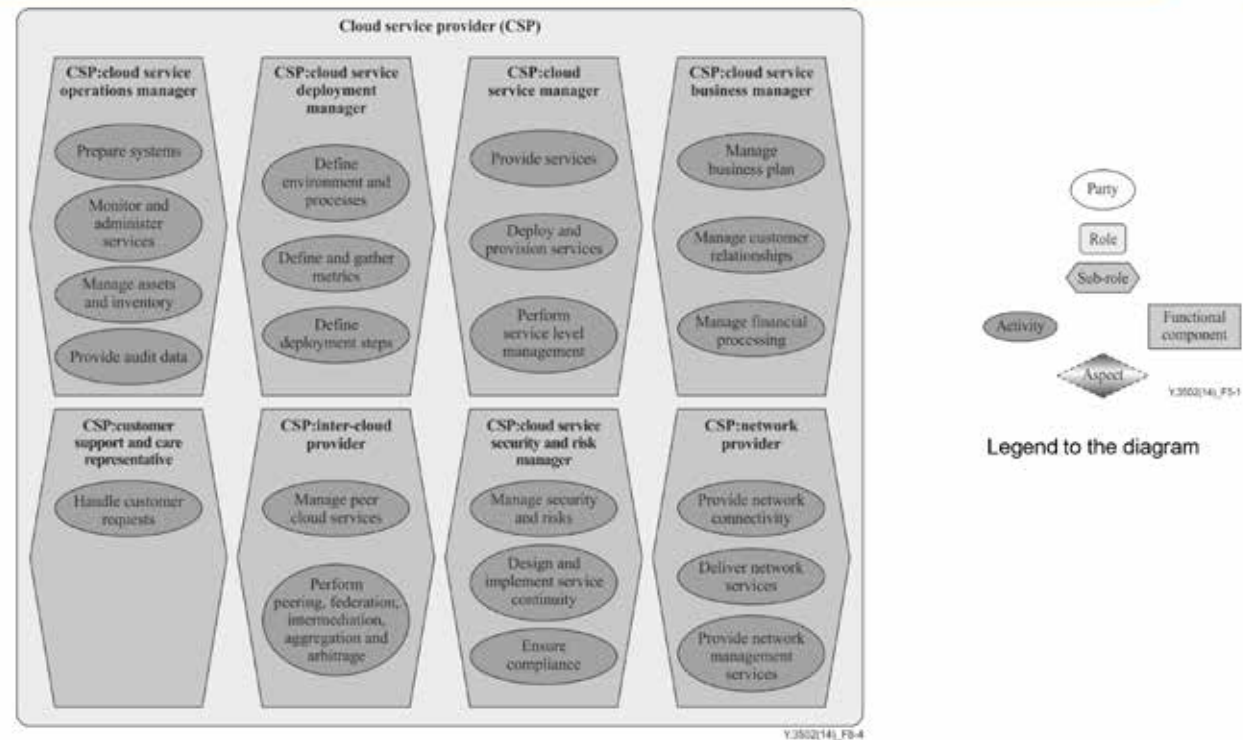 Cloud service provider (CSP)
CSP:cloud service
operations manager
Prepare systems
Monitor and
administer
services
Manage assets
and inventory
Provide audit data
CSP:cloud service
deployment
manager
Define
environment and
processes
Define and gather
metrics
Define
deployment steps
CSP:cloud
service manager
Provide services
Deploy and
provision services
Perform
service level
management
CSP:cloud service
business manager
Manage
business plan
Manage customer
relationships
Manage financial
processing
CSP:customer
support and care
representative
Handle customer
requests
CSP:inter-cloud
provider
Manage peer
cloud services
Perform
peering, federation,
intermediation,
aggregation and
arbitrage
CSP:cloud service
security and risk
manager
Manage security
and risks
Design and
implement service
continuity
Ensure
compliance
CSP:network
provider
Provide network
connectivity
Deliver network
services
Provide network
management
services
Y.3502(14)_F8-4
Party
Role
Sub-role
Activity
Functional
component
Aspect
Y.3502(14)_F5-1
Legend to the diagram